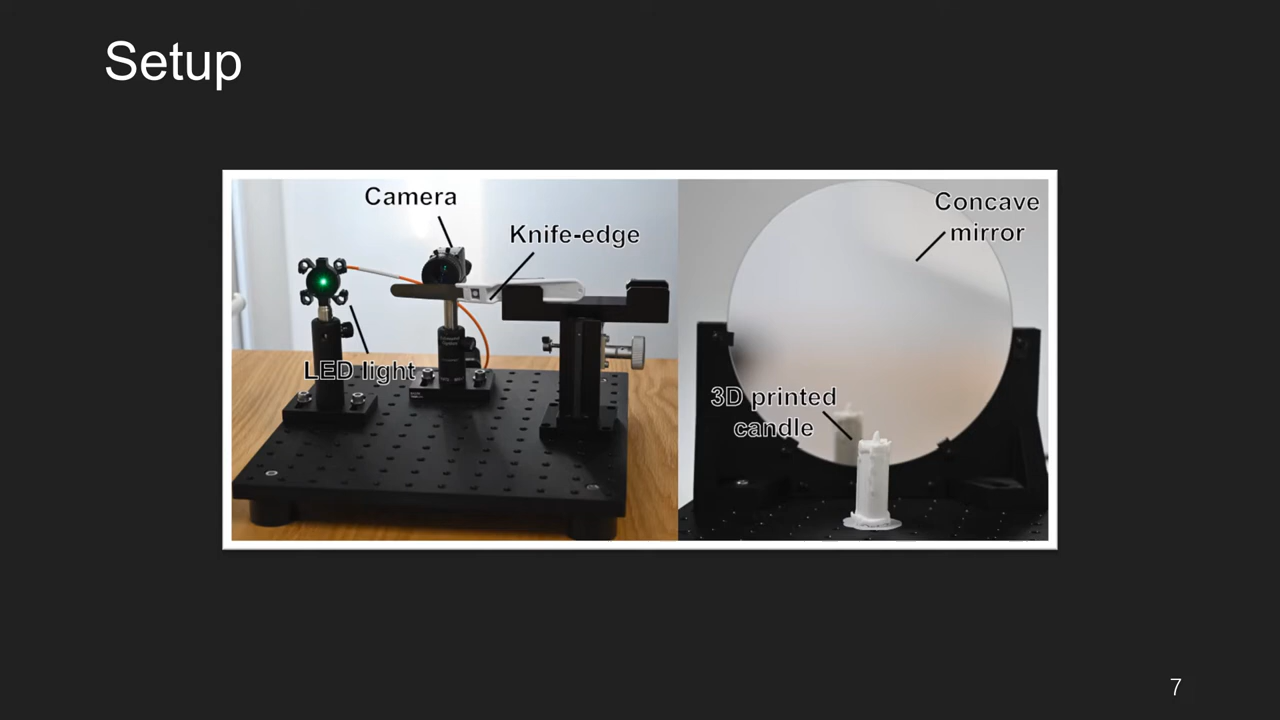 Setup
Camera
Knife-edge
LED light
Concave
mirror
3D printed
candle
7